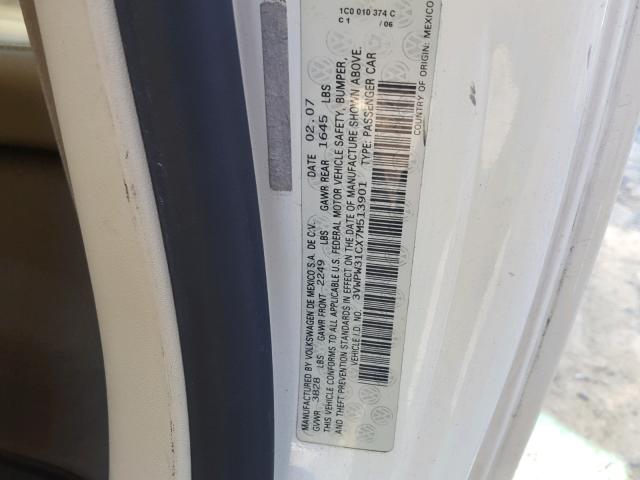 1C0 010 374 C
C 1 / 06
MANUFACTURED BY VOLKSWAGEN DE MEXICO S.A. DE C.V. DATE 02.07
GVWR 3828 LBS GAWR FRONT 2249 LBS GAWR REAR 1645 LBS
THIS VEHICLE CONFORMS TO ALL APPLICABLE U.S. FEDERAL MOTOR VEHICLE SAFETY, BUMPER,
AND THEFT PREVENTION STANDARDS IN EFFECT ON THE DATE OF MANUFACTURE SHOWN ABOVE.
VEHICLE I.D. NO. 3VWPW31CX7M513901 TYPE: PASSENGER CAR
COUNTRY OF ORIGIN: MEXICO